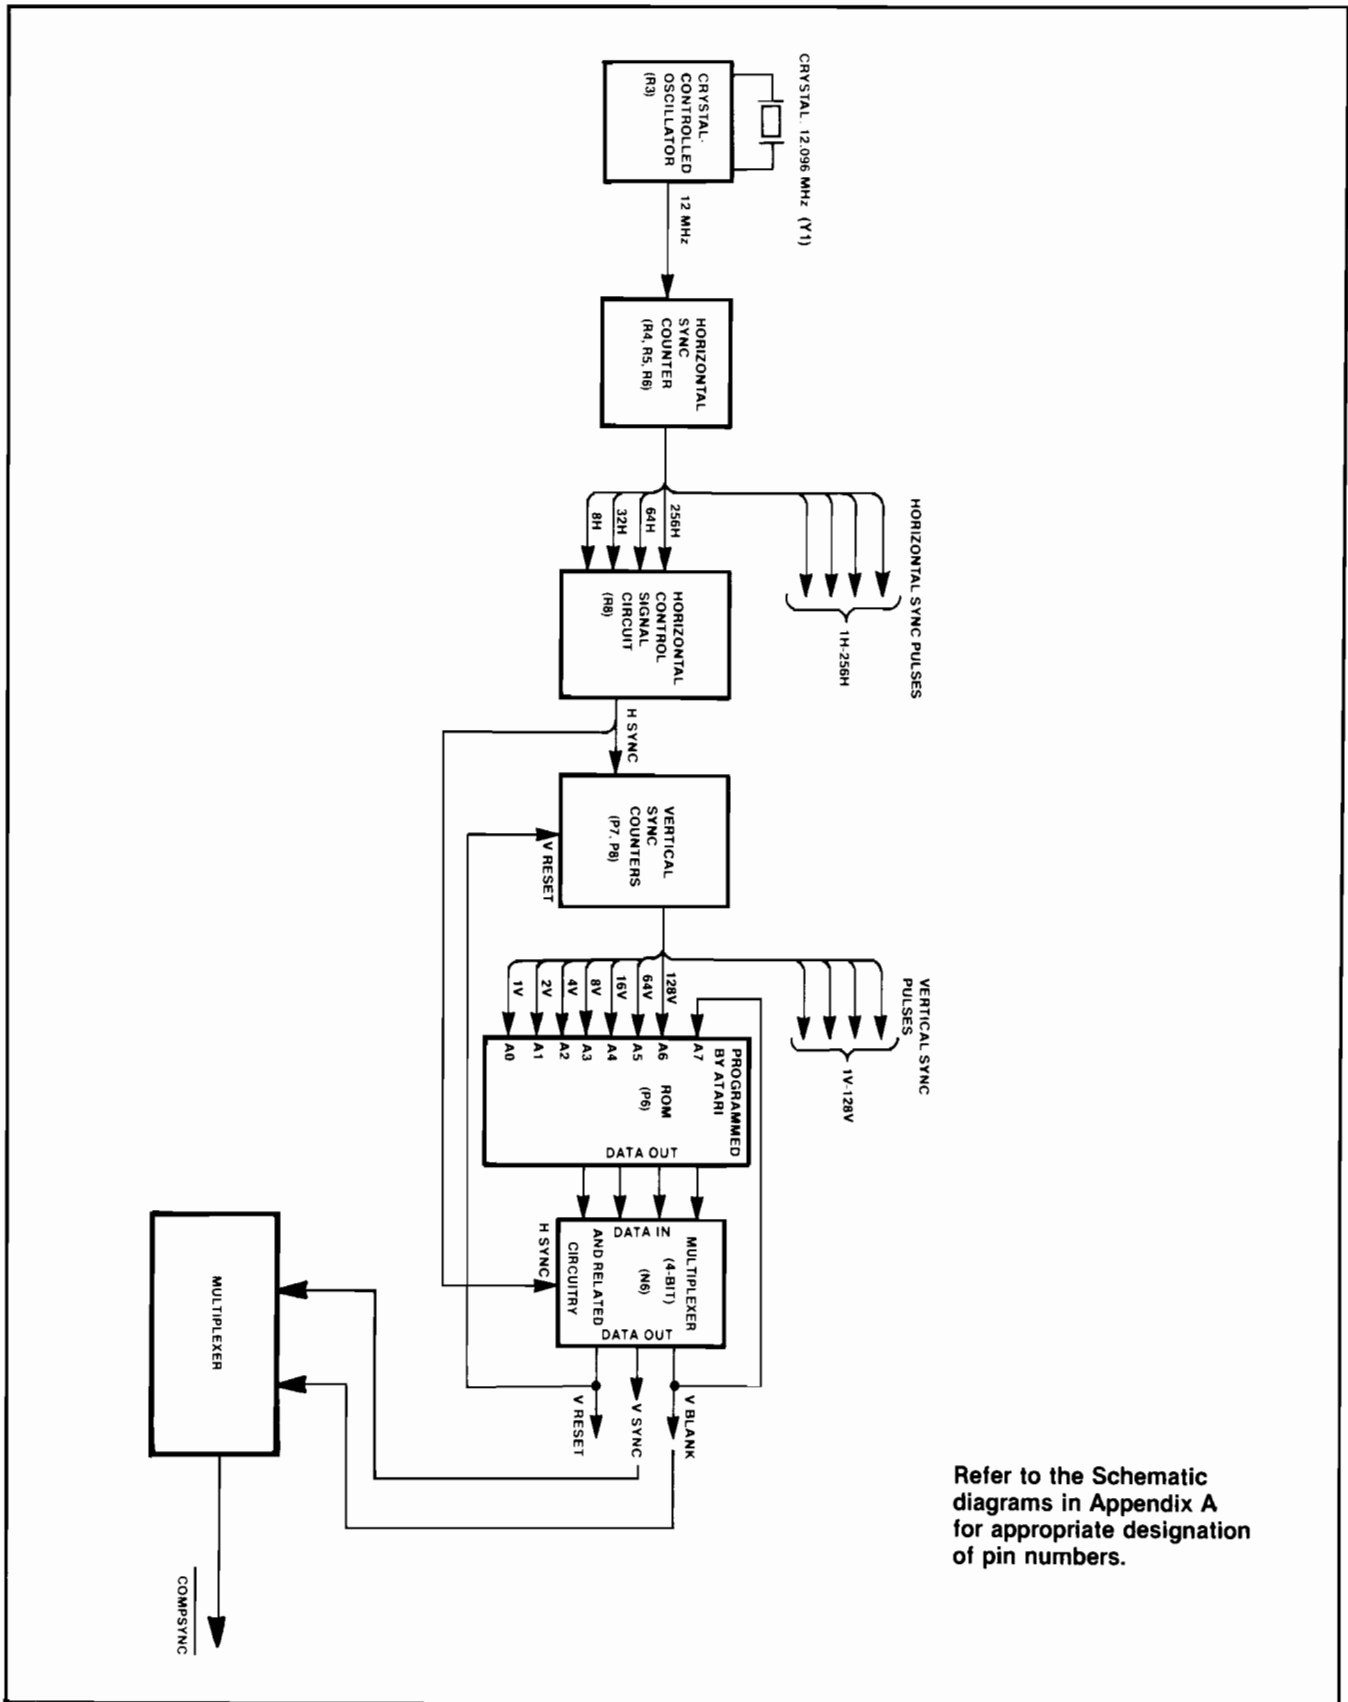 CRYSTAL. 12.096 MHz (Y1)
CRYSTAL-
CONTROLLED
OSCILLATOR
(R3)
12 MHz
HORIZONTAL
SYNC
COUNTER
(R4, R5, R6)
HORIZONTAL SYNC PULSES
1H-256H
256H
64H
32H
8H
HORIZONTAL
CONTROL
SIGNAL
CIRCUIT
(R8)
H SYNC
VERTICAL
SYNC
COUNTERS
(P7, P8)
V RESET
VERTICAL SYNC
PULSES
1V-128V
128V
64V
16V
8V
4V
2V
1V
PROGRAMMED
BY ATARI
A7
A6
A5
A4
A3
A2
A1
A0
ROM
(P6)
DATA OUT
DATA IN
MULTIPLEXER
(4-BIT)
(N6)
AND RELATED
CIRCUITRY
H SYNC
DATA OUT
V BLANK
V SYNC
V RESET
MULTIPLEXER
COMPSYNC
Refer to the Schematic
diagrams in Appendix A
for appropriate designation
of pin numbers.